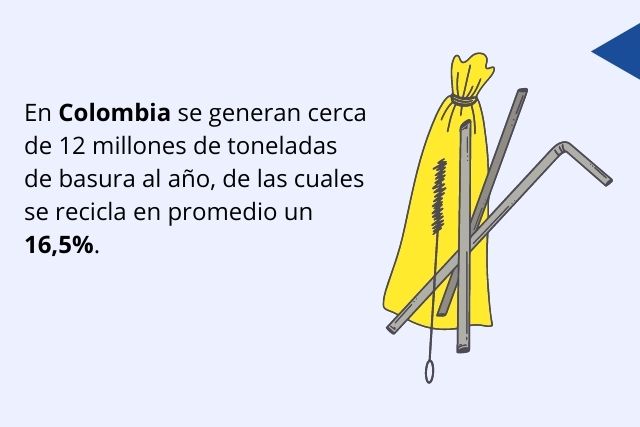 En Colombia se generan cerca
de 12 millones de toneladas
de basura al año, de las cuales
se recicla en promedio un
16,5%.